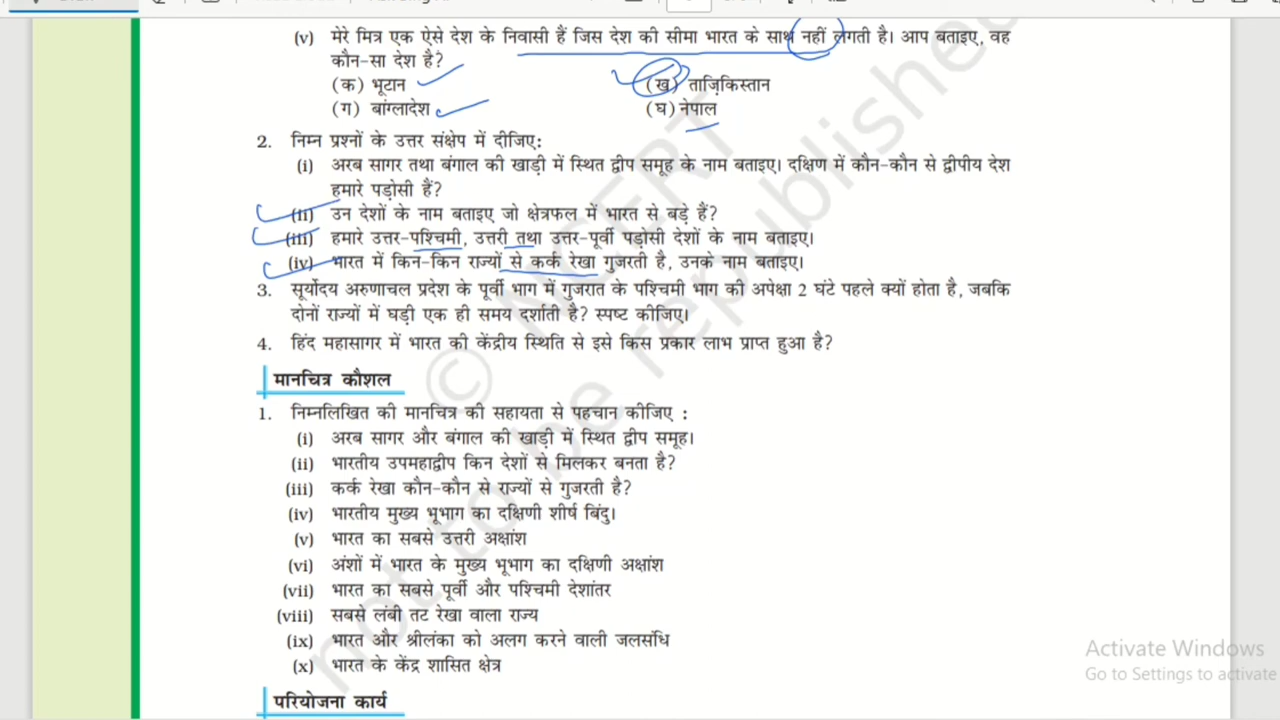 (v) मेरे मित्र एक ऐसे देश के निवासी हैं जिस देश की सीमा भारत के साथ नहीं लगती है। आप बताइए, वह
कौन-सा देश है?
(क) भूटान (ख) ताज़िकिस्तान
(ग) बांग्लादेश (घ) नेपाल
2. निम्न प्रश्नों के उत्तर संक्षेप में दीजिए:
(i) अरब सागर तथा बंगाल की खाड़ी में स्थित द्वीप समूह के नाम बताइए। दक्षिण में कौन-कौन से द्वीपीय देश
हमारे पड़ोसी हैं?
(ii) उन देशों के नाम बताइए जो क्षेत्रफल में भारत से बड़े हैं?
(iii) हमारे उत्तर-पश्चिमी, उत्तरी तथा उत्तर-पूर्वी पड़ोसी देशों के नाम बताइए।
(iv) भारत में किन-किन राज्यों से कर्क रेखा गुजरती है, उनके नाम बताइए।
3. सूर्योदय अरुणाचल प्रदेश के पूर्वी भाग में गुजरात के पश्चिमी भाग की अपेक्षा 2 घंटे पहले क्यों होता है, जबकि
दोनों राज्यों में घड़ी एक ही समय दर्शाती है? स्पष्ट कीजिए।
4. हिंद महासागर में भारत की केंद्रीय स्थिति से इसे किस प्रकार लाभ प्राप्त हुआ है?
मानचित्र कौशल
1. निम्नलिखित की मानचित्र की सहायता से पहचान कीजिए :
(i) अरब सागर और बंगाल की खाड़ी में स्थित द्वीप समूह।
(ii) भारतीय उपमहाद्वीप किन देशों से मिलकर बनता है?
(iii) कर्क रेखा कौन-कौन से राज्यों से गुजरती है?
(iv) भारतीय मुख्य भूभाग का दक्षिणी शीर्ष बिंदु।
(v) भारत का सबसे उत्तरी अक्षांश
(vi) अंशों में भारत के मुख्य भूभाग का दक्षिणी अक्षांश
(vii) भारत का सबसे पूर्वी और पश्चिमी देशांतर
(viii) सबसे लंबी तट रेखा वाला राज्य
(ix) भारत और श्रीलंका को अलग करने वाली जलसंधि
(x) भारत के केंद्र शासित क्षेत्र
परियोजना कार्य
© NCERT
not to be republished
Activate Windows
Go to Settings to activate